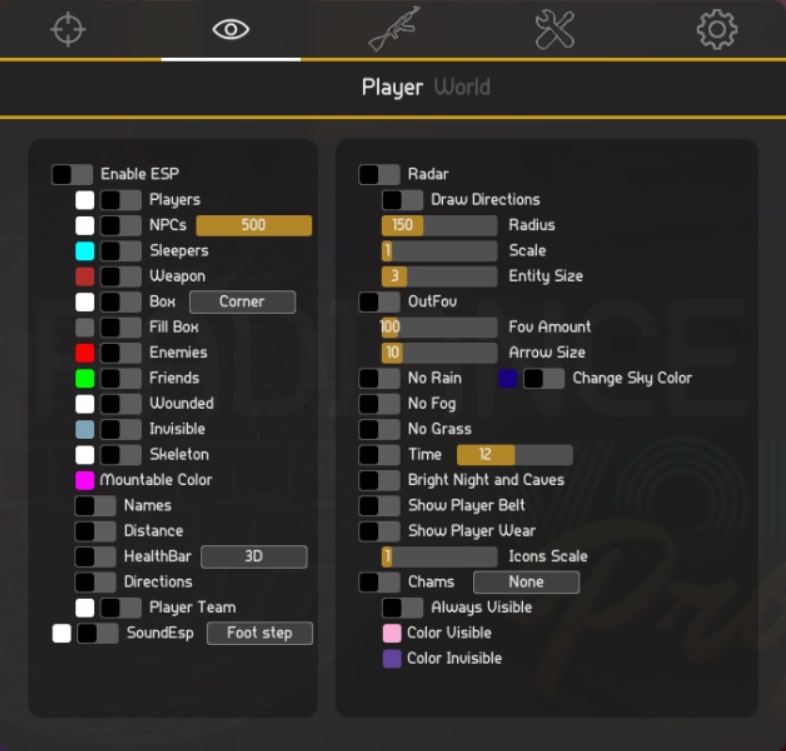 Player World
Enable ESP
Players
NPCs 500
Sleepers
Weapon
Box Corner
Fill Box
Enemies
Friends
Wounded
Invisible
Skeleton
Mountable Color
Names
Distance
HealthBar 3D
Directions
Player Team
SoundEsp Foot step
Radar
Draw Directions
150 Radius
1 Scale
3 Entity Size
OutFov
100 Fov Amount
10 Arrow Size
No Rain Change Sky Color
No Fog
No Grass
Time 12
Bright Night and Caves
Show Player Belt
Show Player Wear
1 Icons Scale
Chams None
Always Visible
Color Visible
Color Invisible